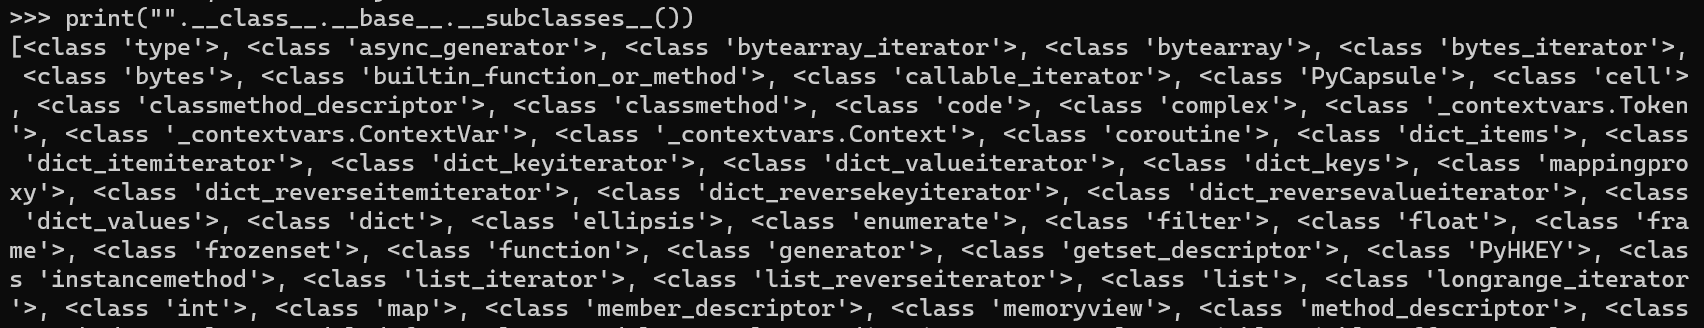 >>> print("".__class__.__base__.__subclasses__())
[<class 'type'>, <class 'async_generator'>, <class 'bytearray_iterator'>, <class 'bytearray'>, <class 'bytes_iterator'>,
 <class 'bytes'>, <class 'builtin_function_or_method'>, <class 'callable_iterator'>, <class 'PyCapsule'>, <class 'cell'>
, <class 'classmethod_descriptor'>, <class 'classmethod'>, <class 'code'>, <class 'complex'>, <class '_contextvars.Token
'>, <class '_contextvars.ContextVar'>, <class '_contextvars.Context'>, <class 'coroutine'>, <class 'dict_items'>, <class
 'dict_itemiterator'>, <class 'dict_keyiterator'>, <class 'dict_valueiterator'>, <class 'dict_keys'>, <class 'mappingpro
xy'>, <class 'dict_reverseitemiterator'>, <class 'dict_reversekeyiterator'>, <class 'dict_reversevalueiterator'>, <class
 'dict_values'>, <class 'dict'>, <class 'ellipsis'>, <class 'enumerate'>, <class 'filter'>, <class 'float'>, <class 'fra
me'>, <class 'frozenset'>, <class 'function'>, <class 'generator'>, <class 'getset_descriptor'>, <class 'PyHKEY'>, <clas
s 'instancemethod'>, <class 'list_iterator'>, <class 'list_reverseiterator'>, <class 'list'>, <class 'longrange_iterator
'>, <class 'int'>, <class 'map'>, <class 'member_descriptor'>, <class 'memoryview'>, <class 'method_descriptor'>, <class